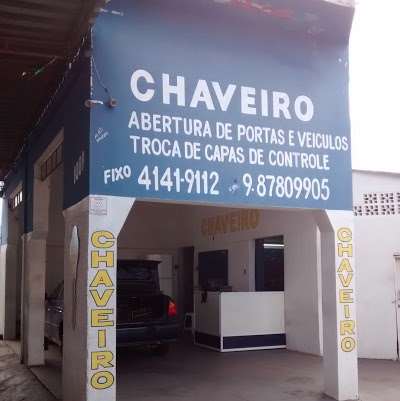 CHAVEIRO
ABERTURA DE PORTAS E VEICULOS
TROCA DE CAPAS DE CONTROLE
FIXO 4141-9112 9.87809905
CHAVEIRO
CHAVEIRO
CHAVEIRO